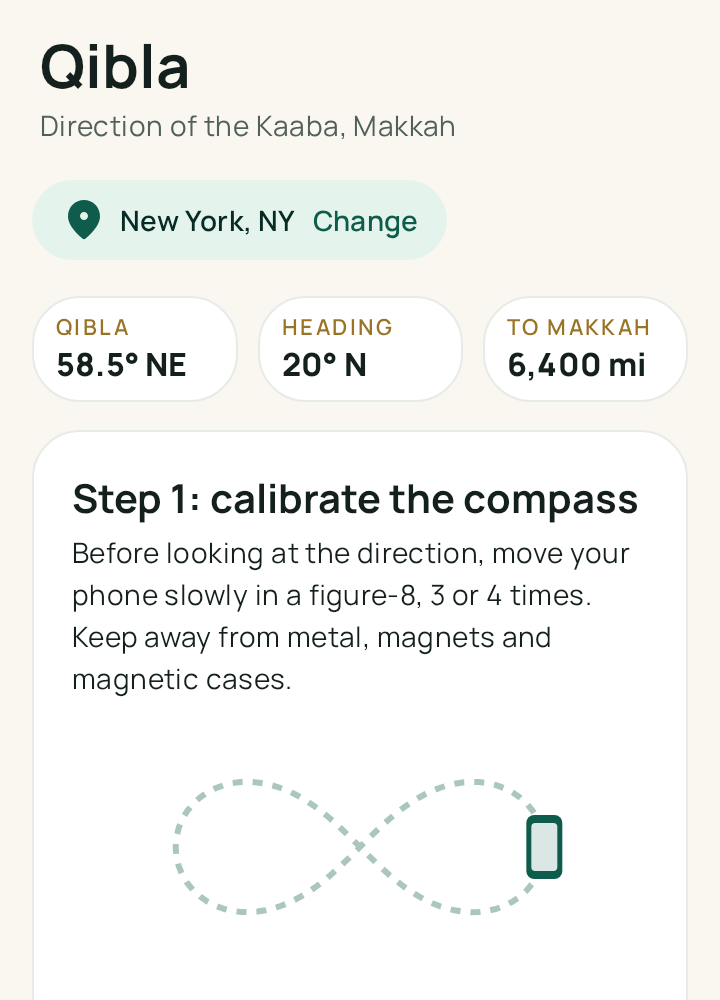 Qibla
Direction of the Kaaba, Makkah
New York, NY Change
QIBLA
58.5° NE
HEADING
20° N
TO MAKKAH
6,400 mi
Step 1: calibrate the compass
Before looking at the direction, move your
phone slowly in a figure-8, 3 or 4 times.
Keep away from metal, magnets and
magnetic cases.